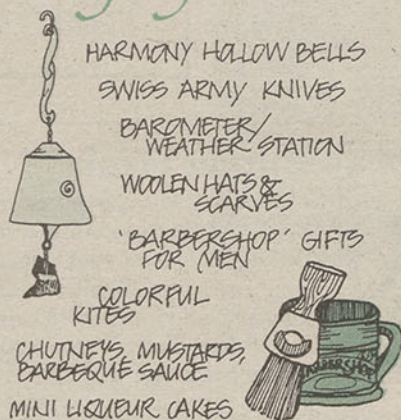 HARMONY HOLLOW BELLS
SWISS ARMY KNIVES
BAROMETER/
WEATHER STATION
WOOLEN HATS &
SCARVES
'BARBERSHOP' GIFTS
FOR MEN
COLORFUL
KITES
CHUTNEYS, MUSTARDS,
BARBEQUE SAUCE
MINI LIQUEUR CAKES